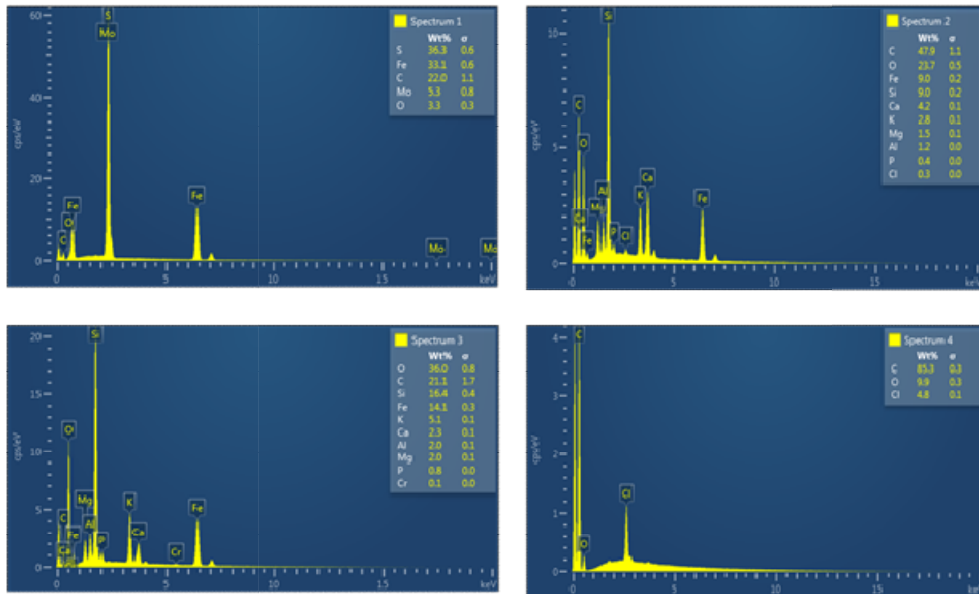 Spectrum 1
Wt% σ
S 36.3 0.6
Fe 33.1 0.6
C 22.0 1.1
Mo 5.3 0.8
O 3.3 0.3
60
40
20
0
cps/eV
S
Mo
Fe
O
C
Fe
Mo
Mo
0 5 10 15 keV
Spectrum 2
Wt% σ
C 47.9 1.1
O 23.7 0.5
Fe 9.0 0.2
Si 9.0 0.2
Ca 4.2 0.1
K 2.8 0.1
Mg 1.5 0.1
Al 1.2 0.0
P 0.4 0.0
Cl 0.3 0.0
10
5
0
cps/eV
Si
C
O
Al
Ca
Fe
P
Cl
K
Ca
Fe
0 5 10 15 keV
Spectrum 3
Wt% σ
O 36.0 0.8
C 21.1 1.7
Si 16.4 0.4
Fe 14.1 0.3
K 5.1 0.1
Ca 2.3 0.1
Al 2.0 0.1
Mg 2.0 0.1
P 0.8 0.0
Cr 0.1 0.0
20
15
10
5
0
cps/eV
Si
O
Mg
C
Al
Fe
Ca
P
K
Ca
Cr
Fe
0 5 10 15 keV
Spectrum 4
Wt% σ
C 85.3 0.3
O 9.9 0.3
Cl 4.8 0.1
4
3
2
1
0
cps/eV
C
O
Cl
0 5 10 15 keV